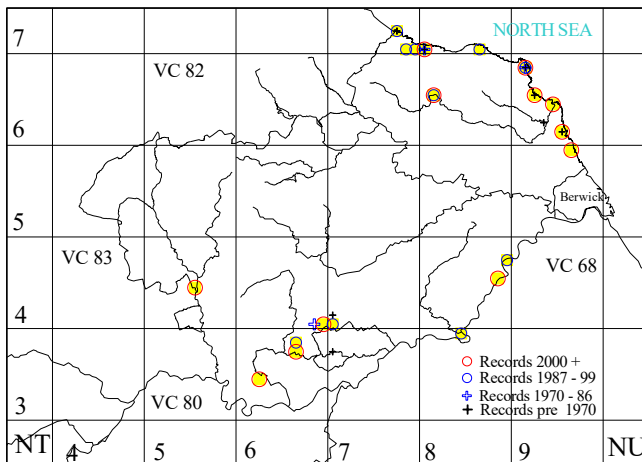 7
NORTH SEA
VC 82
6
Berwick
5
VC 83
VC 68
4
Records 2000 +
Records 1987 - 99
Records 1970 - 86
VC 80
Records pre 1970
3
NT 4 5 6 7 8 9 NU